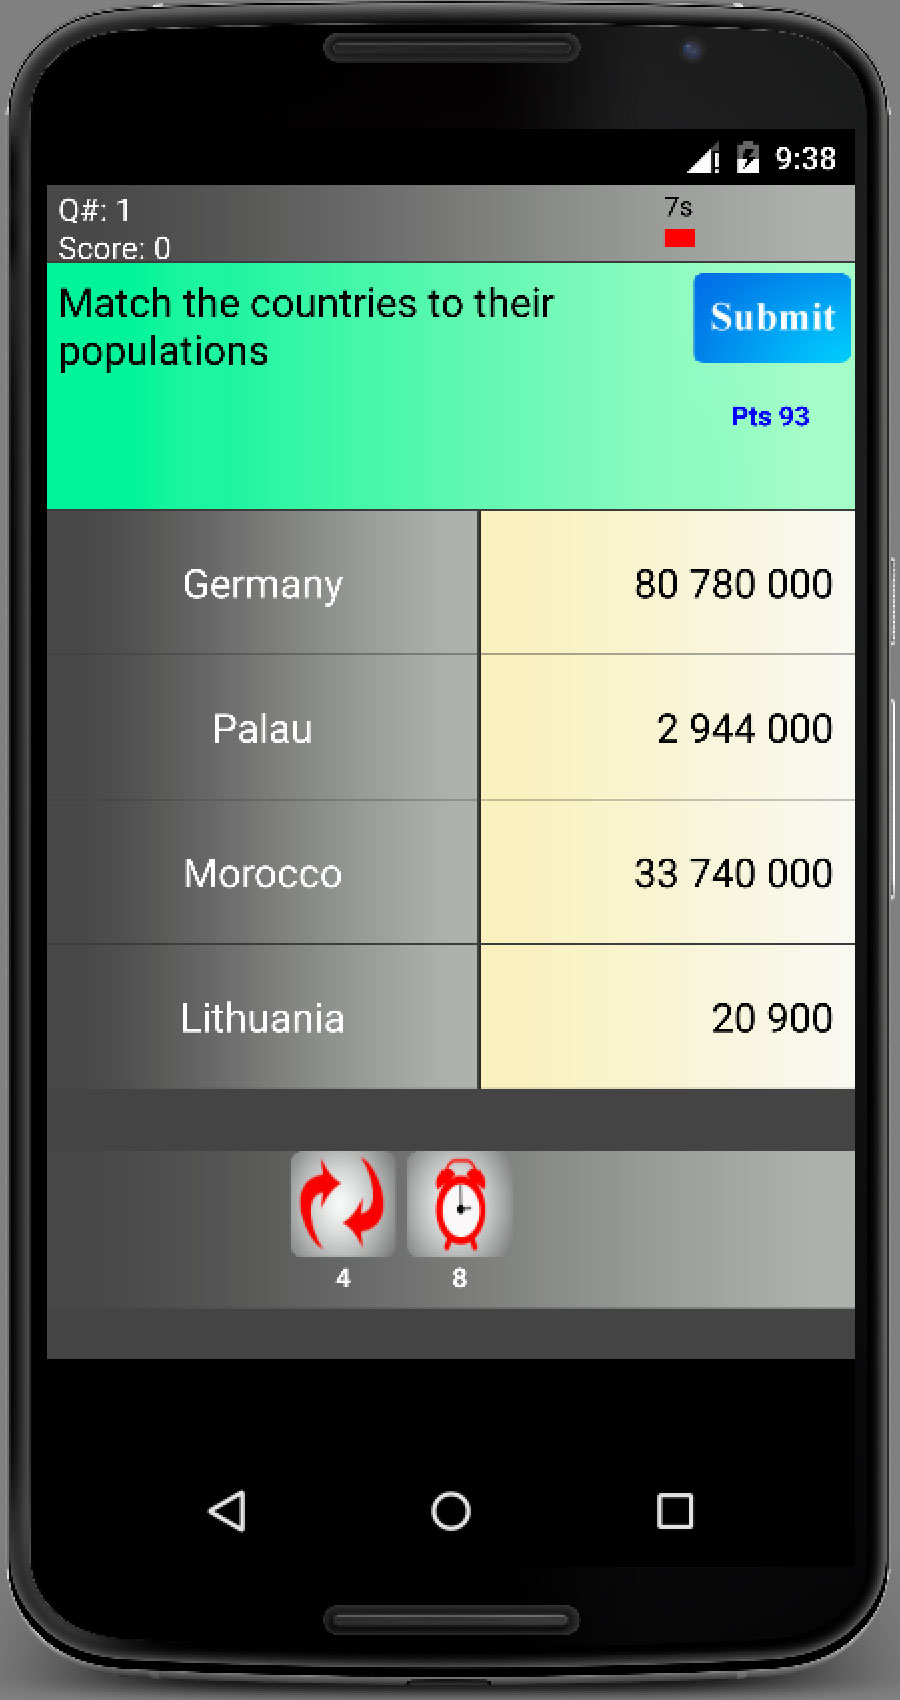 9:38
Q#: 1
7s
Score: 0
Match the countries to their
populations
Submit
Pts 93
Germany 80 780 000
Palau 2 944 000
Morocco 33 740 000
Lithuania 20 900
4 8